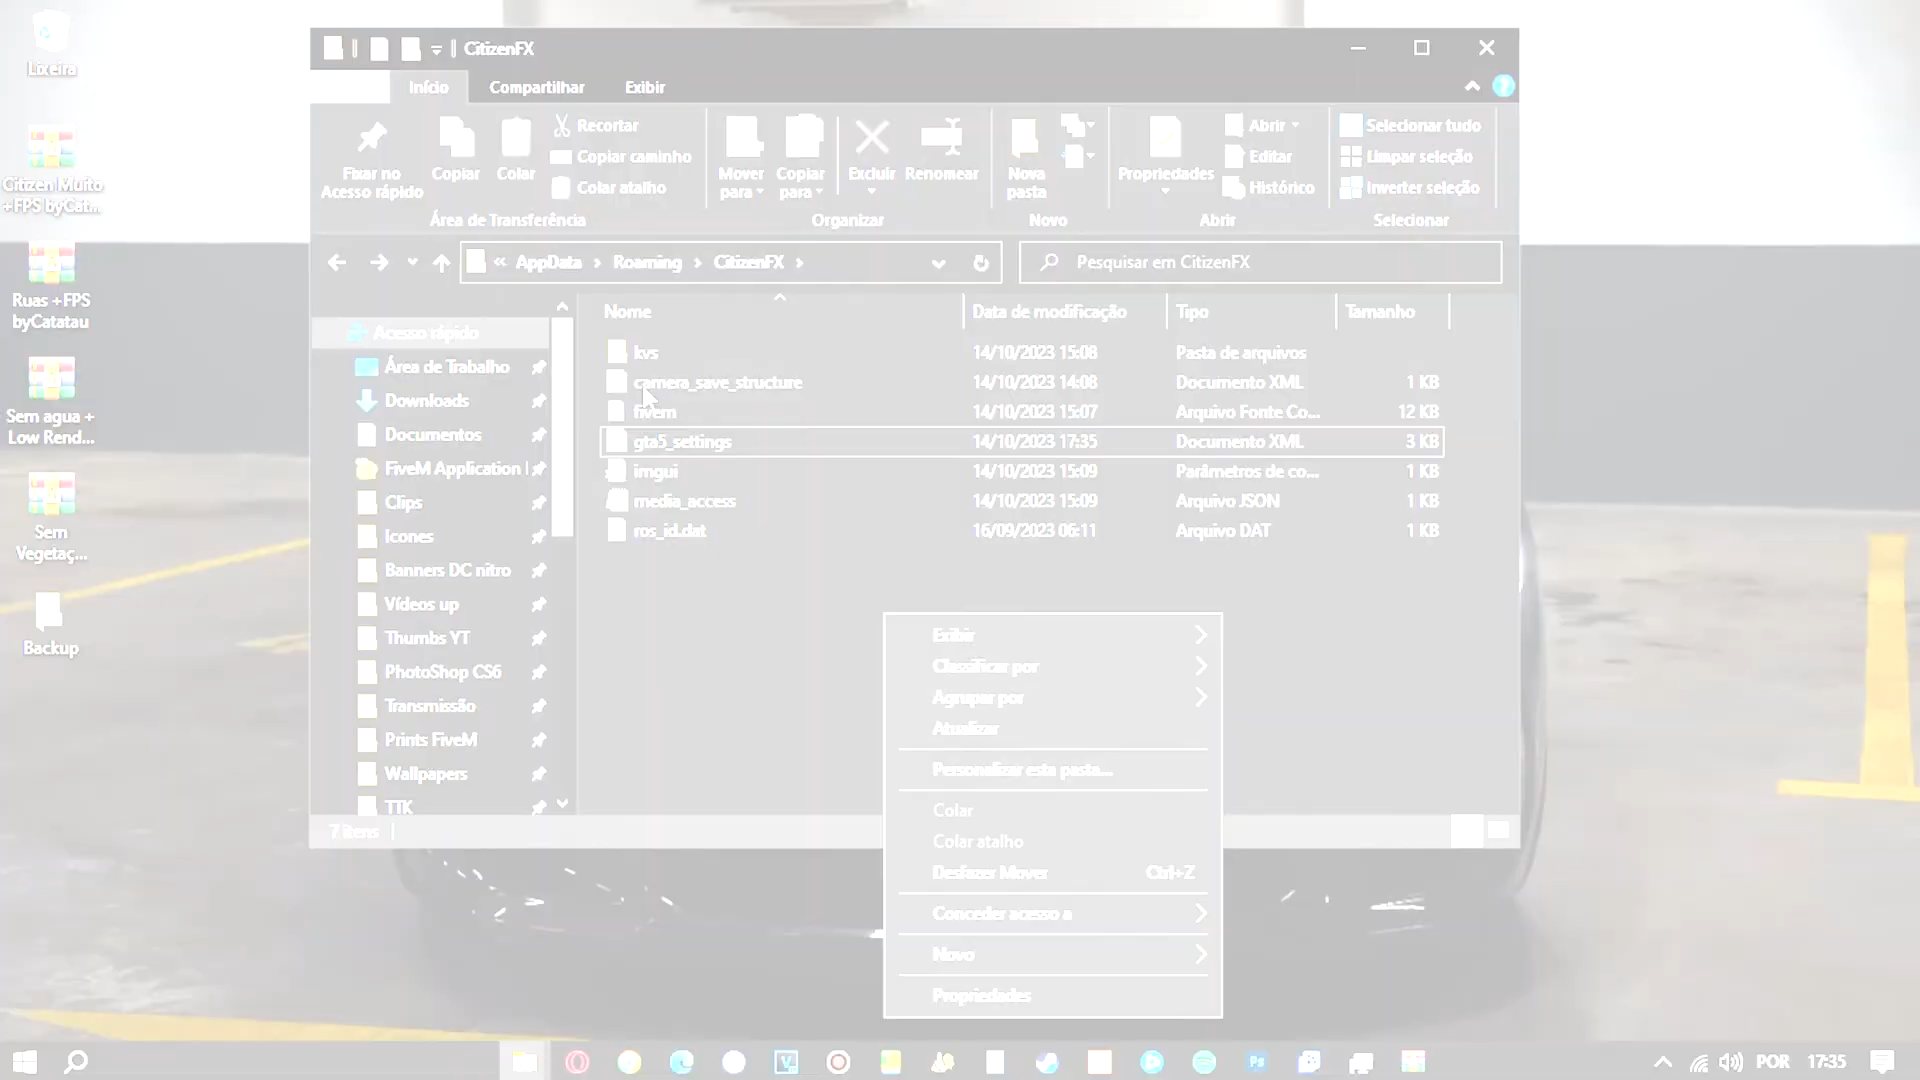 Lixeira
Citizen Muito
+FPS byCat...
Ruas +FPS
byCatatau
Sem agua +
Low Rend...
Sem
Vegetaç...
Backup
CitizenFX
Início
Compartilhar
Exibir
?
Fixar no
Acesso rápido
Copiar
Colar
Recortar
Copiar caminho
Colar atalho
Área de Transferência
Mover
para
Copiar
para
Excluir
Renomear
Organizar
Nova
pasta
Novo
Propriedades
Abrir
Editar
Histórico
Abrir
Selecionar tudo
Limpar seleção
Inverter seleção
Selecionar
« AppData › Roaming › CitizenFX ›
Pesquisar em CitizenFX
Acesso rápido
Área de Trabalho
Downloads
Documentos
FiveM Application
Clips
Icones
Banners DC nitro
Vídeos up
Thumbs YT
PhotoShop CS6
Transmissão
Prints FiveM
Wallpapers
TTK
Nome Data de modificação Tipo Tamanho
kvs 14/10/2023 15:08 Pasta de arquivos
camera_save_structure 14/10/2023 14:08 Documento XML 1 KB
fivem 14/10/2023 15:07 Arquivo Fonte Co... 12 KB
gta5_settings 14/10/2023 17:35 Documento XML 3 KB
imgui 14/10/2023 15:09 Parâmetros de co... 1 KB
media_access 14/10/2023 15:09 Arquivo JSON 1 KB
ros_id.dat 16/09/2023 06:11 Arquivo DAT 1 KB
7 itens
Exibir
Classificar por
Agrupar por
Atualizar
Personalizar esta pasta...
Colar
Colar atalho
Desfazer Mover Ctrl+Z
Conceder acesso a
Novo
Propriedades
V
Ps
POR
17:35